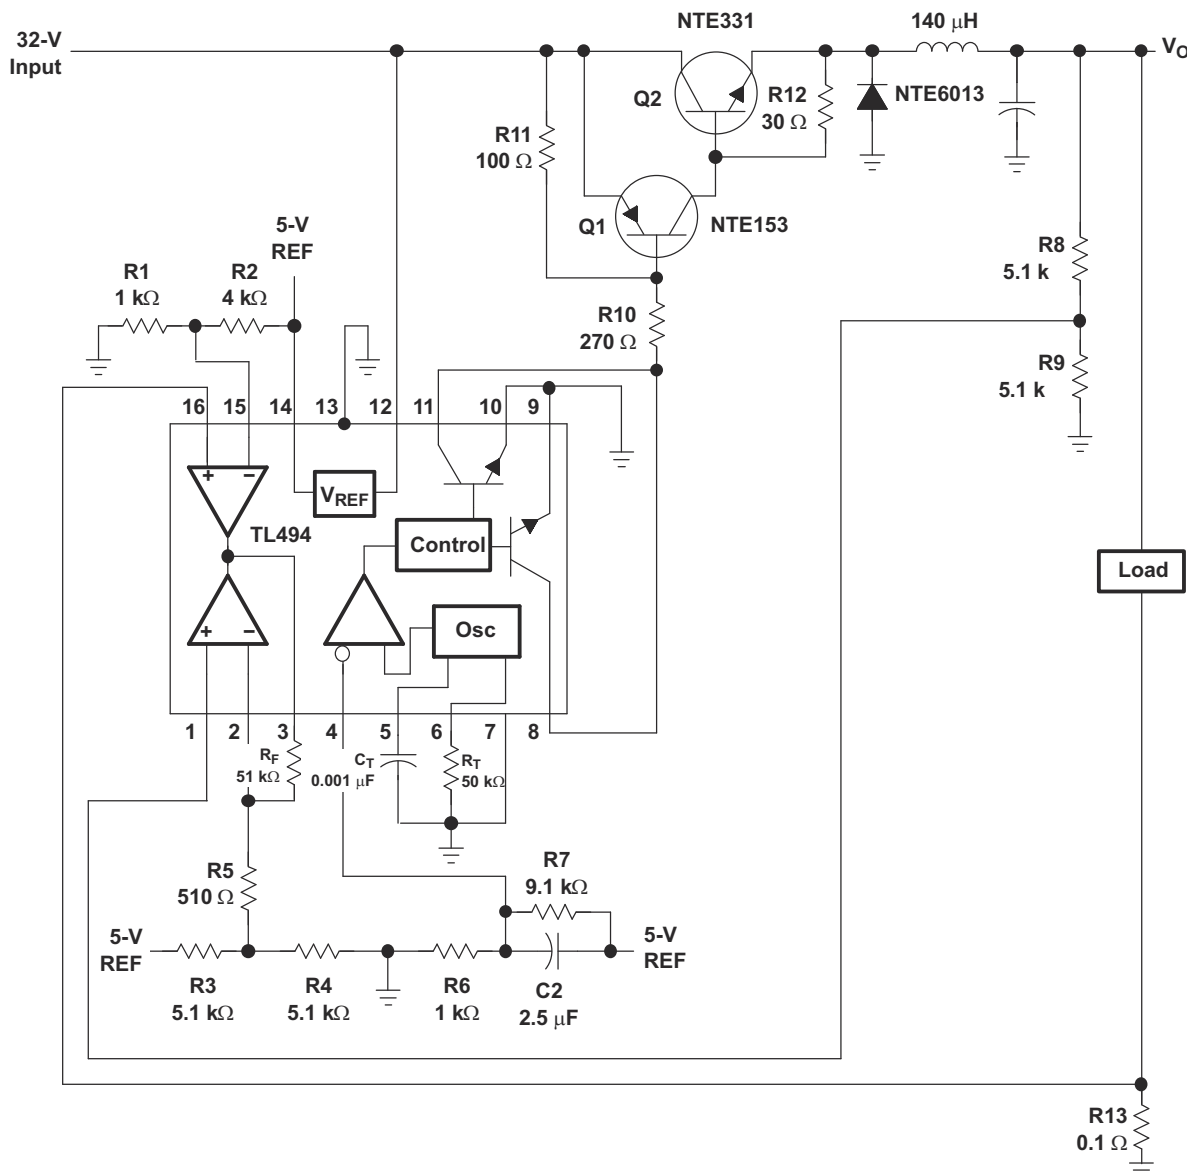 NTE331
140 μH
32-V
Input
VO
Q2
R12
30 Ω
NTE6013
R11
100 Ω
Q1
NTE153
5-V
REF
R1
1 kΩ
R2
4 kΩ
R8
5.1 k
R10
270 Ω
R9
5.1 k
16 15 14 13 12 11 10 9
+ −
VREF
TL494
Control
Load
+ −
Osc
1 2 3 4 5 6 7 8
RF
51 kΩ
CT
0.001 μF
RT
50 kΩ
R5
510 Ω
R7
9.1 kΩ
5-V
REF
5-V
REF
R3
5.1 kΩ
R4
5.1 kΩ
R6
1 kΩ
C2
2.5 μF
R13
0.1 Ω